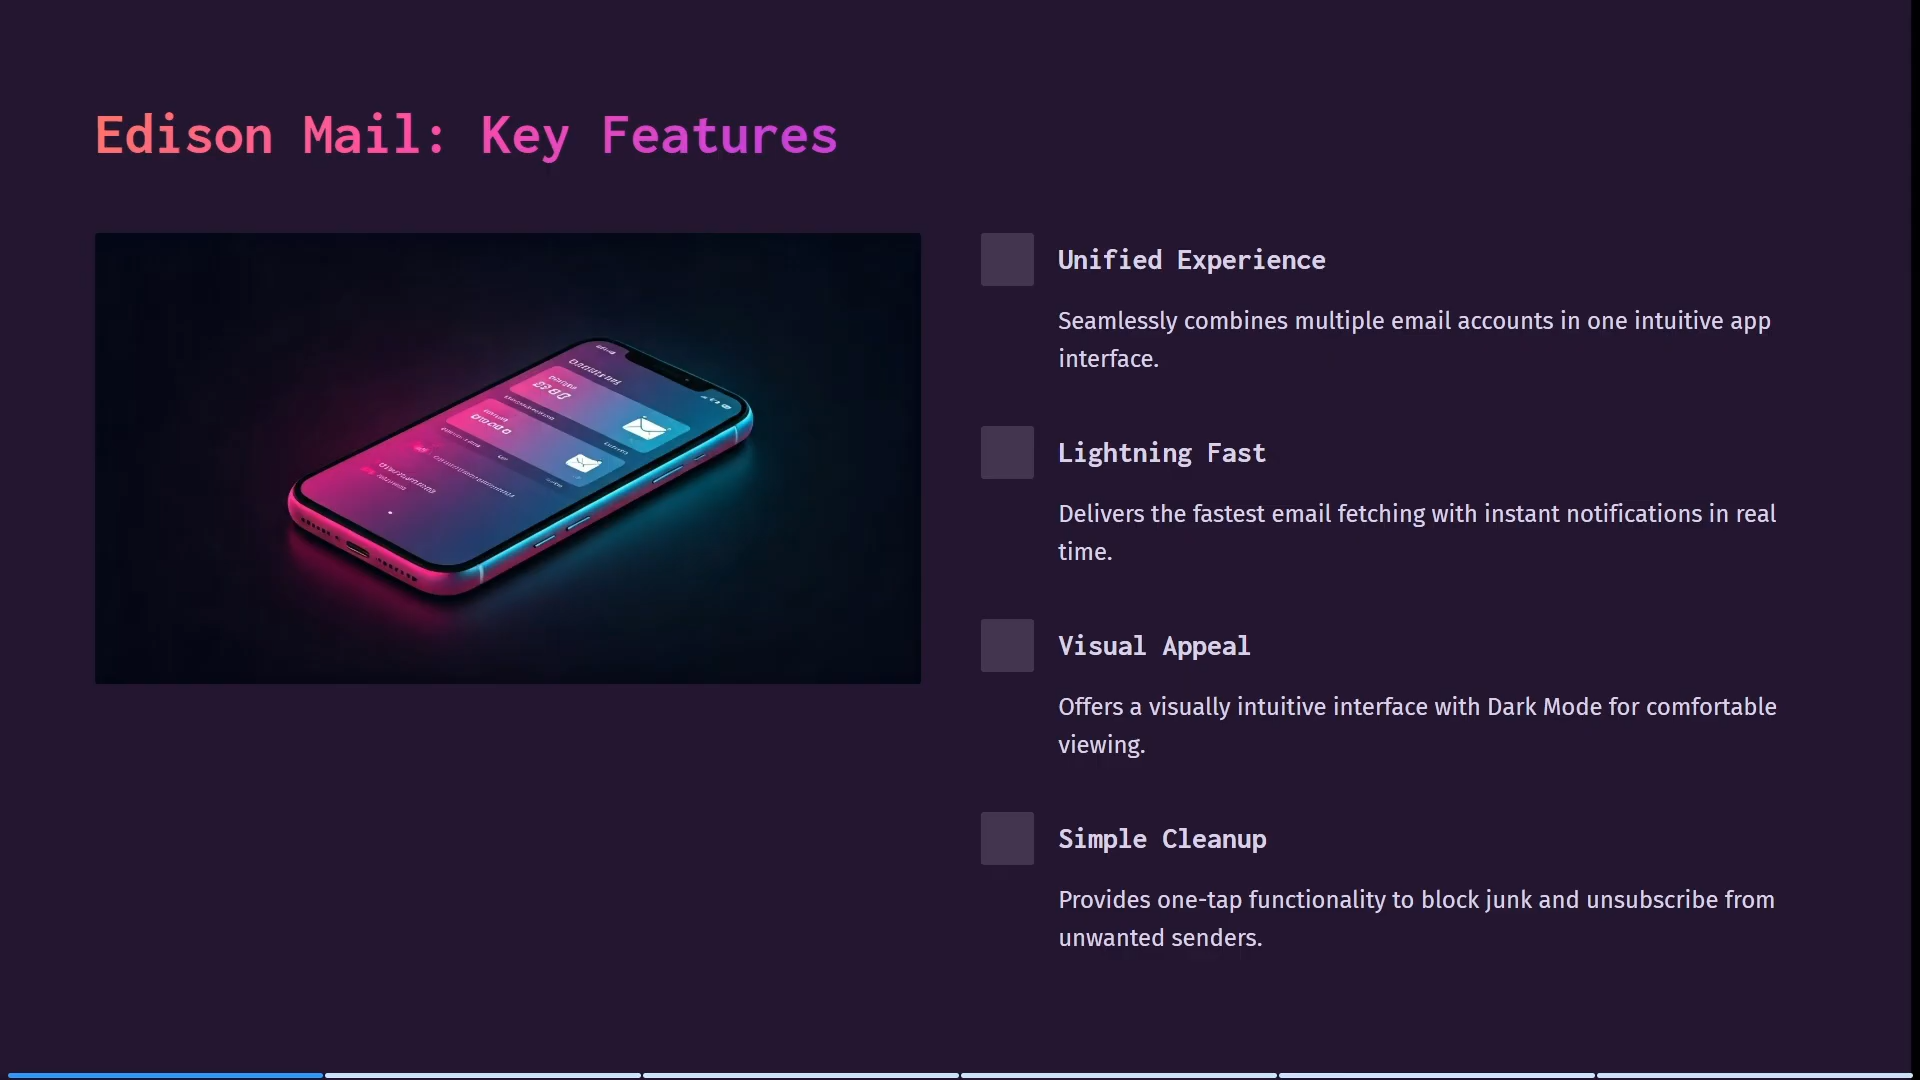 Edison Mail: Key Features
Unified Experience
Seamlessly combines multiple email accounts in one intuitive app
interface.
Lightning Fast
Delivers the fastest email fetching with instant notifications in real
time.
Visual Appeal
Offers a visually intuitive interface with Dark Mode for comfortable
viewing.
Simple Cleanup
Provides one-tap functionality to block junk and unsubscribe from
unwanted senders.